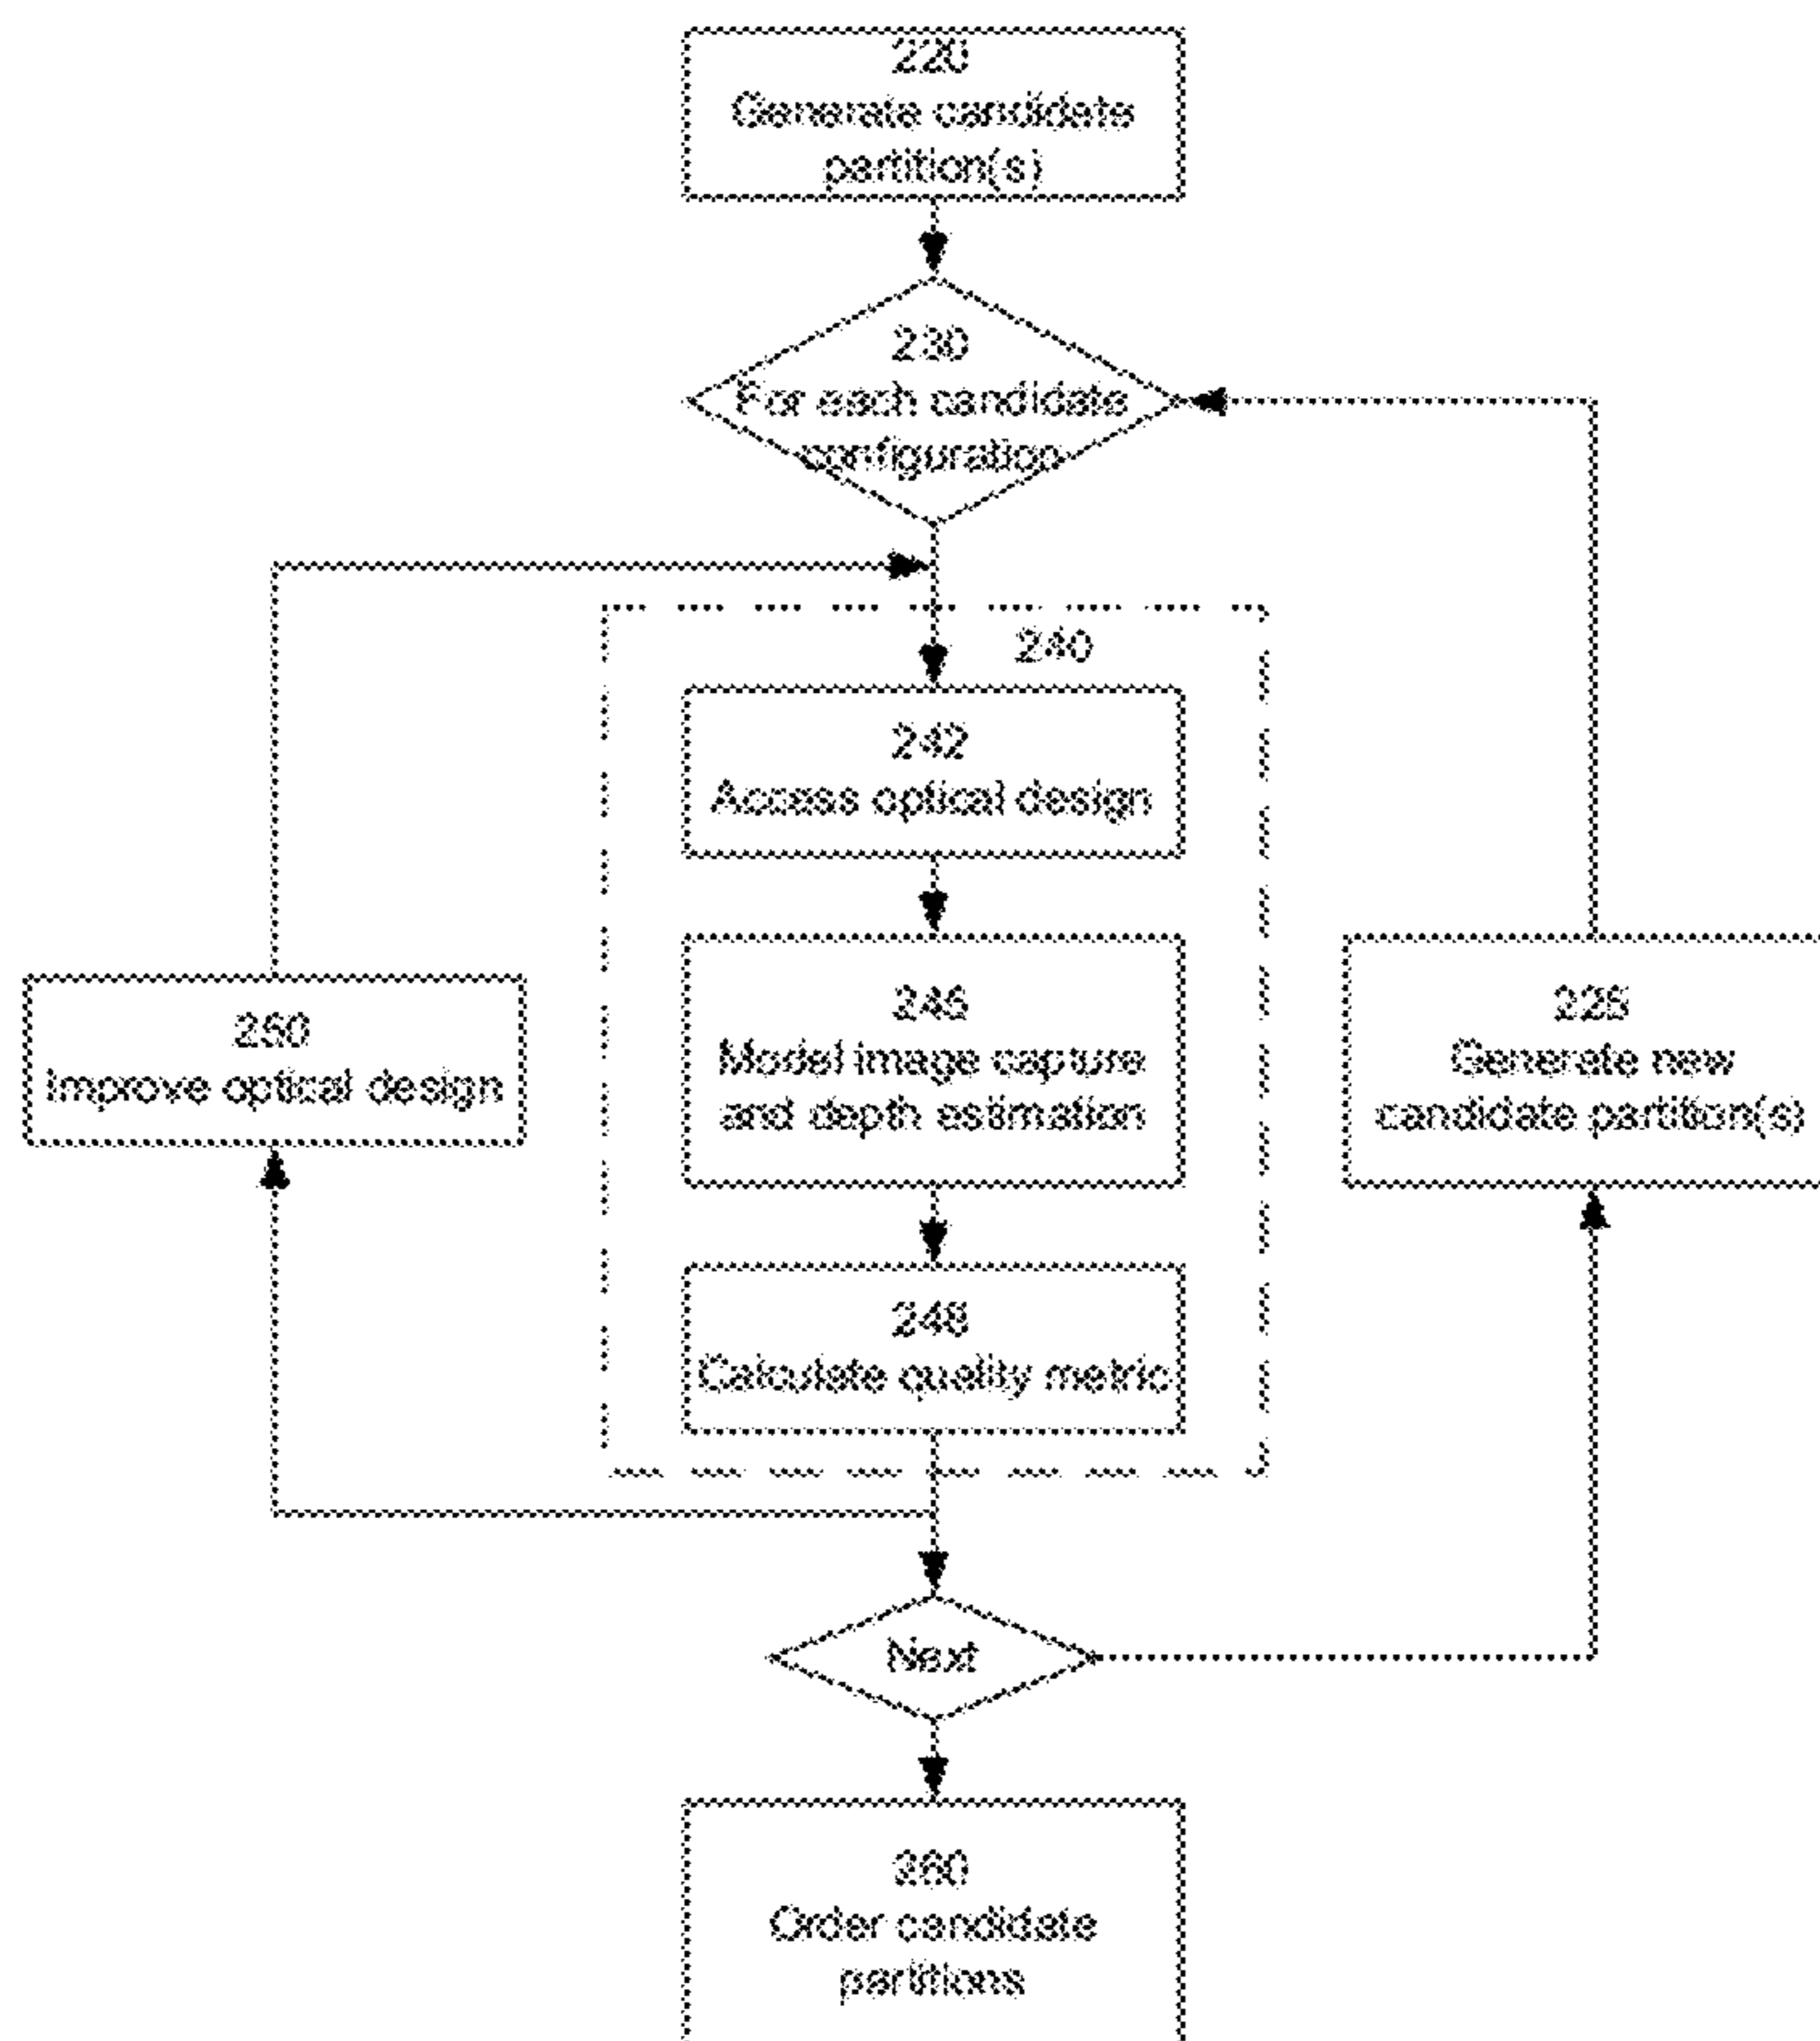 220
Generate candidate
partition(s)
230
For each candidate
configuration
240
242
Access optical design
246
Model image capture
and depth estimation
248
Calculate quality metric
250
Improve optical design
225
Generate new
candidate partition(s)
Next
260
Order candidate
partitions